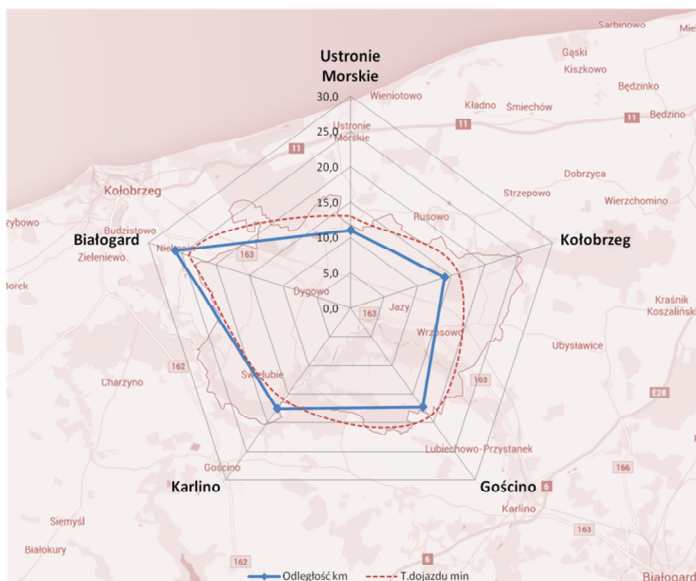 Sarbinowo
Gąski
Kiszkowo
Ustronie
Morskie
30,0
Wieniotowo
Kładno
Śmiechów
Będzinko
Będzino
11
11
11
25,0
Ustronie
Morskie
20,0
Dobrzyca
Kołobrzeg
Strzepowo
Wierzchomino
15,0
Rusowo
Budzistowo
Białogard
Kołobrzeg
10,0
Zieleniewo
163
5,0
Dygowo
Jazy
Kraśnik
Koszaliński
0,0
163
Wrzosowo
Ubysławice
162
Świelubie
Charzyno
163
E28
Lubiechowo-Przystanek
Gościno
166
Karlino
Gościno
6
Karlino
Siemyśl
163
Białokury
162
6
Białogard
Odległość km
T.dojazdu min